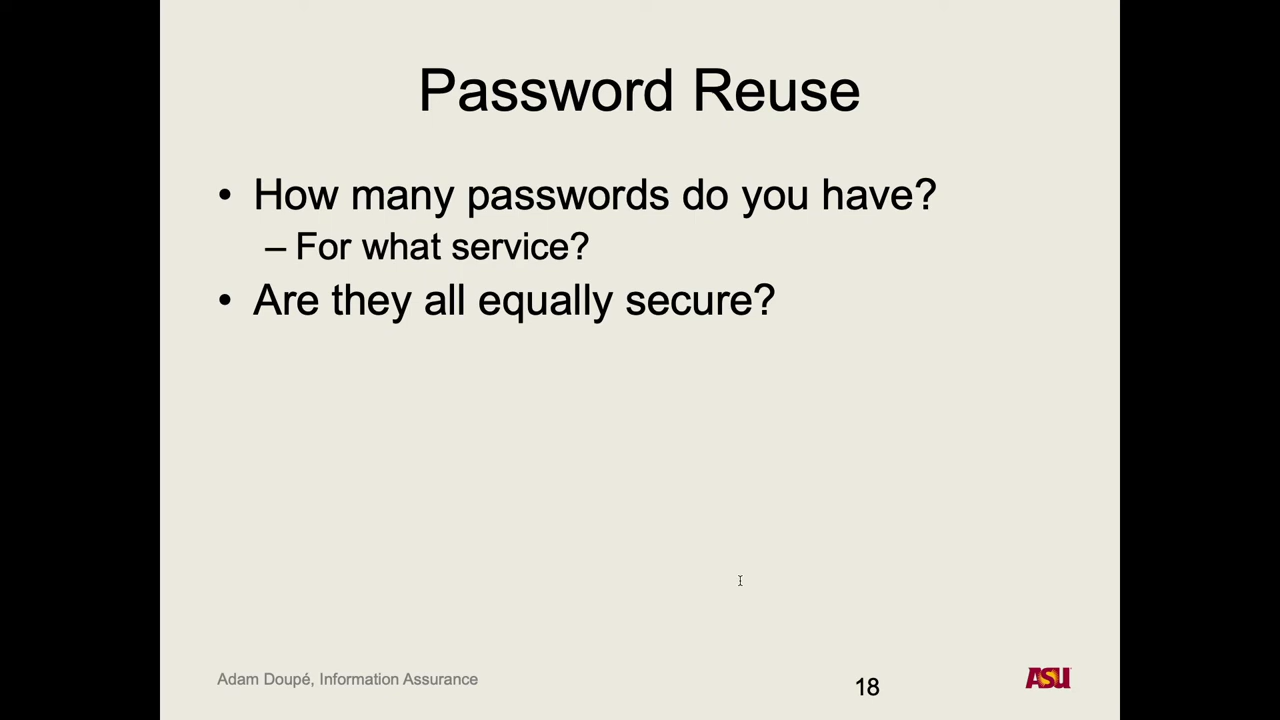 Password Reuse
• How many passwords do you have?
– For what service?
• Are they all equally secure?
Adam Doupé, Information Assurance
18
ASU